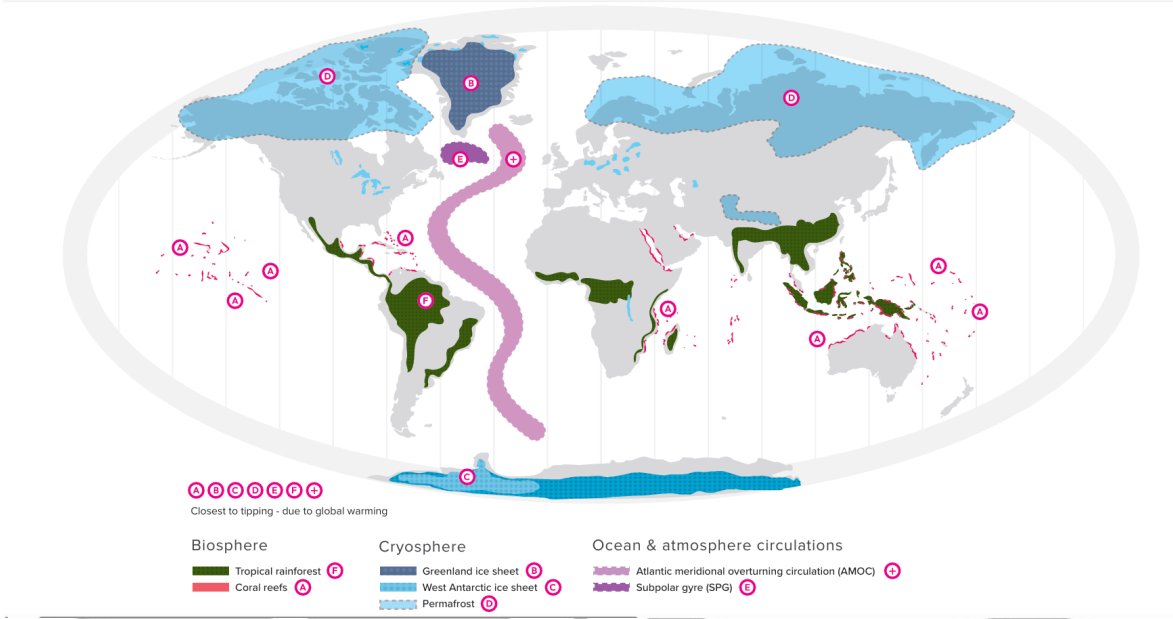 D
B
D
E
+
A
A
A
A
F
A
A
A
A
C
A B C D E F +
Closest to tipping - due to global warming
Biosphere
Tropical rainforest F
Coral reefs A
Cryosphere
Greenland ice sheet B
West Antarctic ice sheet C
Permafrost D
Ocean & atmosphere circulations
Atlantic meridional overturning circulation (AMOC) +
Subpolar gyre (SPG) E